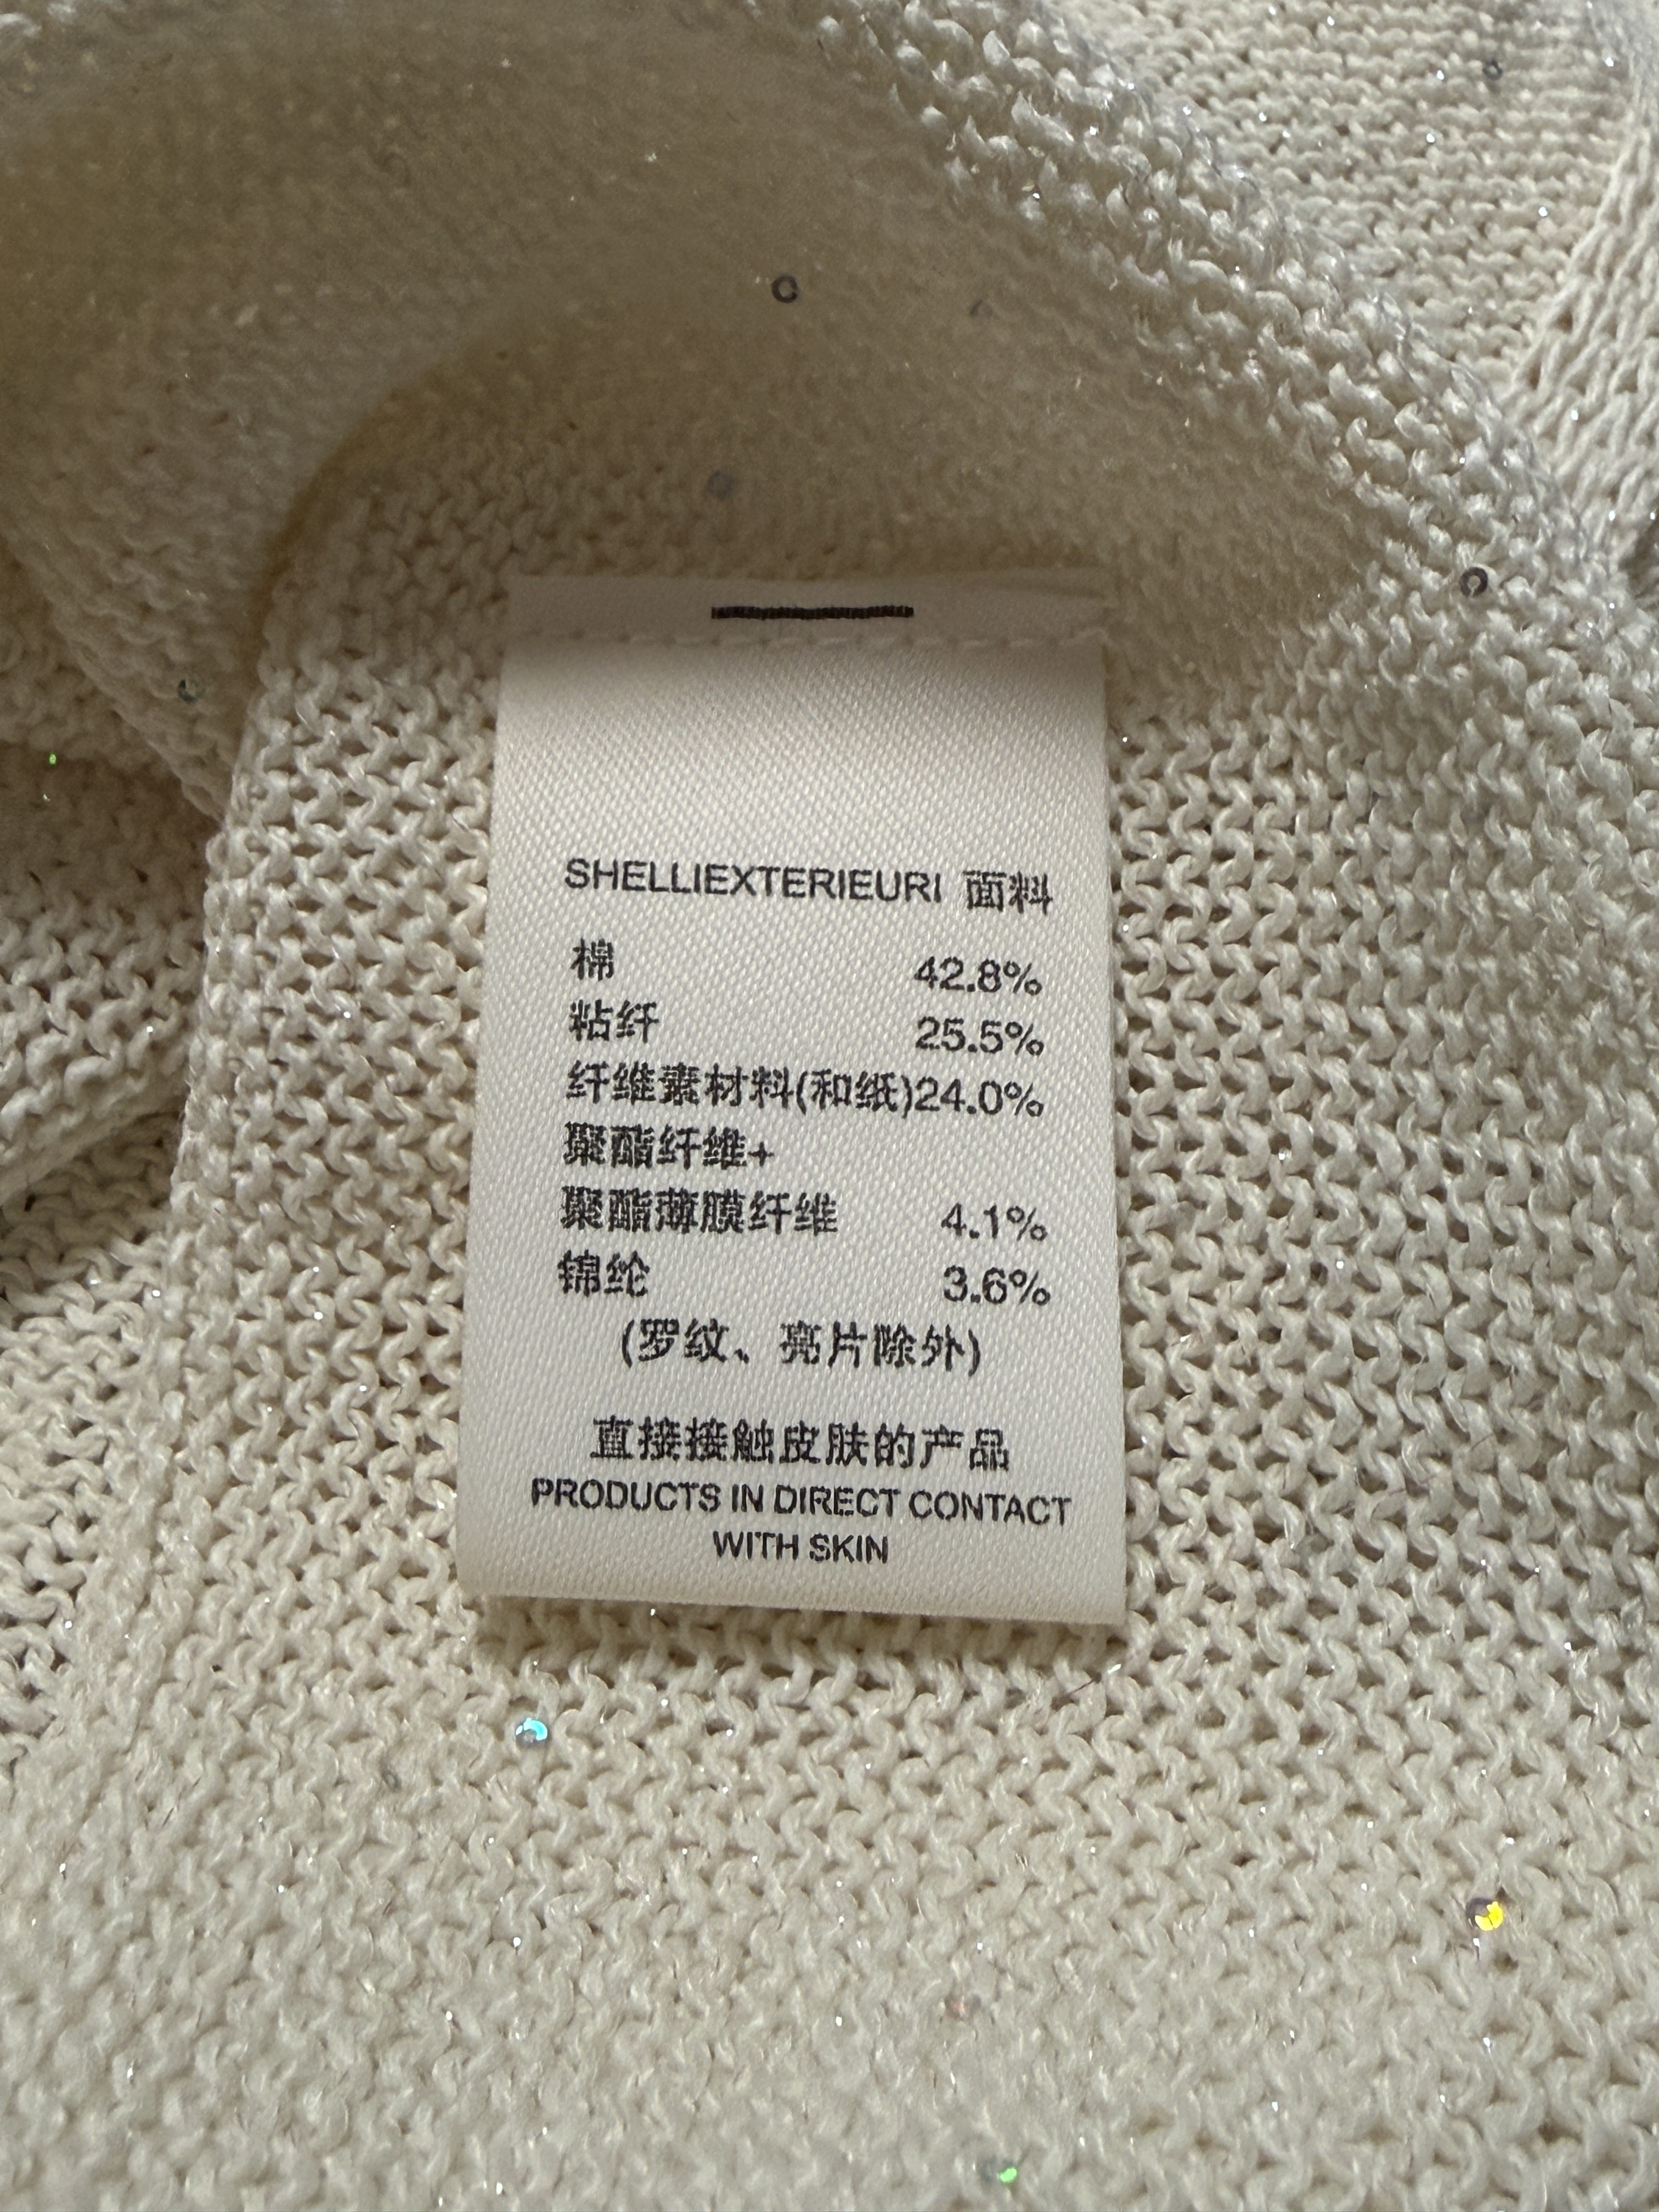 SHELLIEXTERIEURI 面料
棉 42.8%
粘纤 25.5%
纤维素材料(和纸)24.0%
聚酯纤维+
聚酯薄膜纤维 4.1%
锦纶 3.6%
(罗纹、亮片除外)
直接接触皮肤的产品
PRODUCTS IN DIRECT CONTACT
WITH SKIN